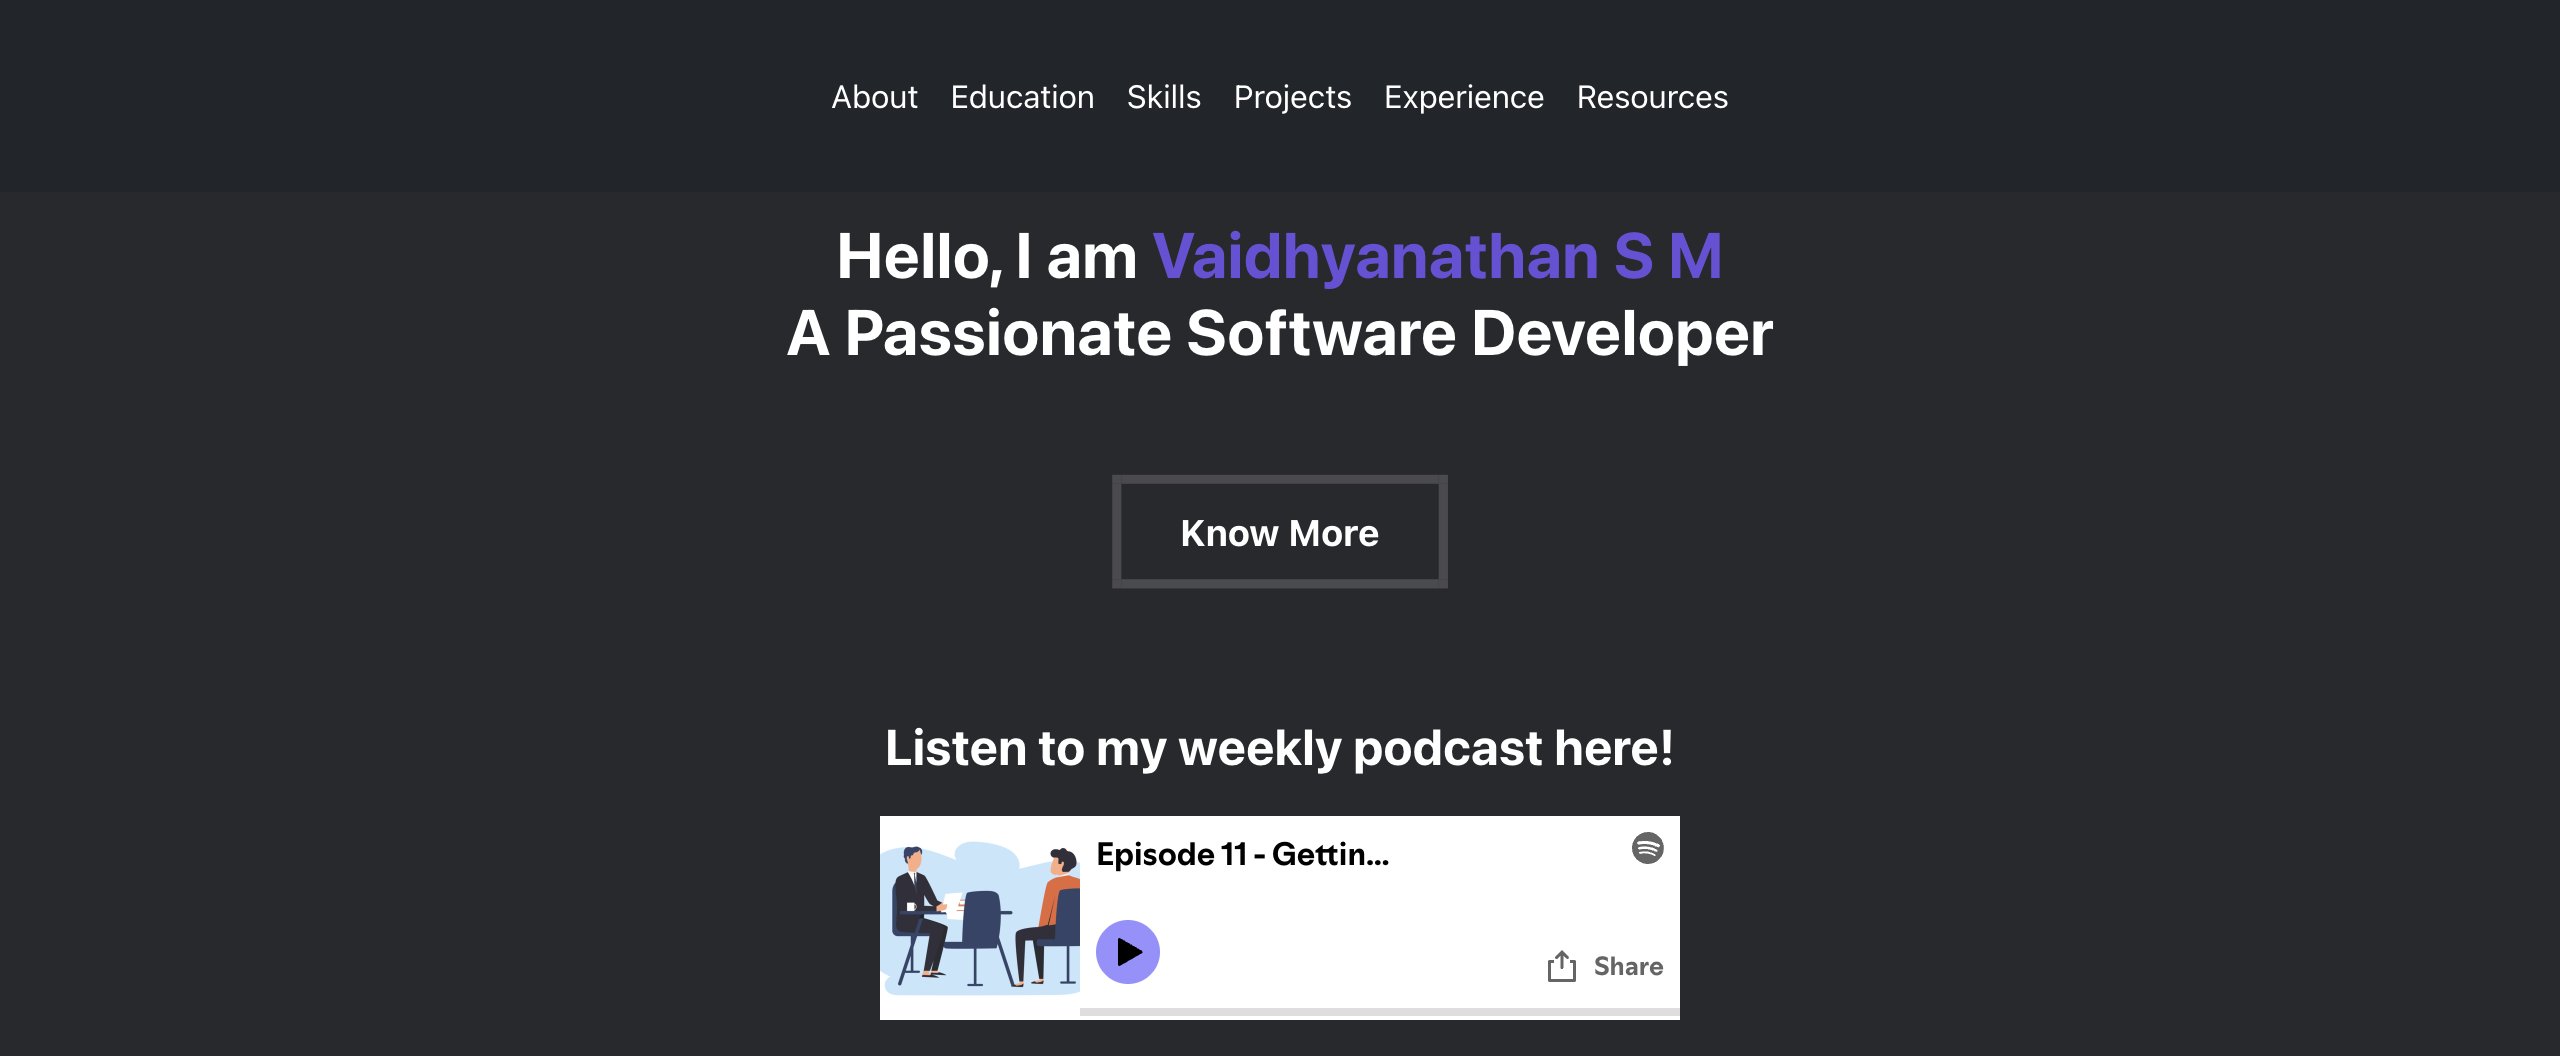 About Education Skills Projects Experience Resources
Hello, I am Vaidhyanathan S M
A Passionate Software Developer
Know More
Listen to my weekly podcast here!
Episode 11 - Gettin...
Share